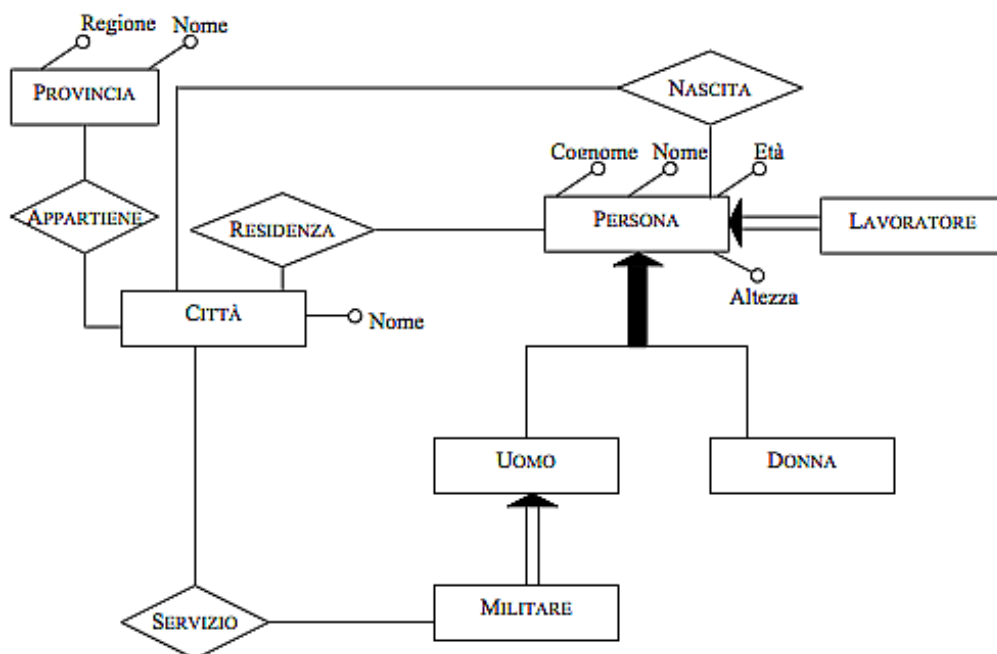 Regione Nome
PROVINCIA
NASCITA
Cognome Nome Età
APPARTIENE
RESIDENZA
PERSONA
LAVORATORE
Altezza
CITTÀ
Nome
UOMO
DONNA
SERVIZIO
MILITARE